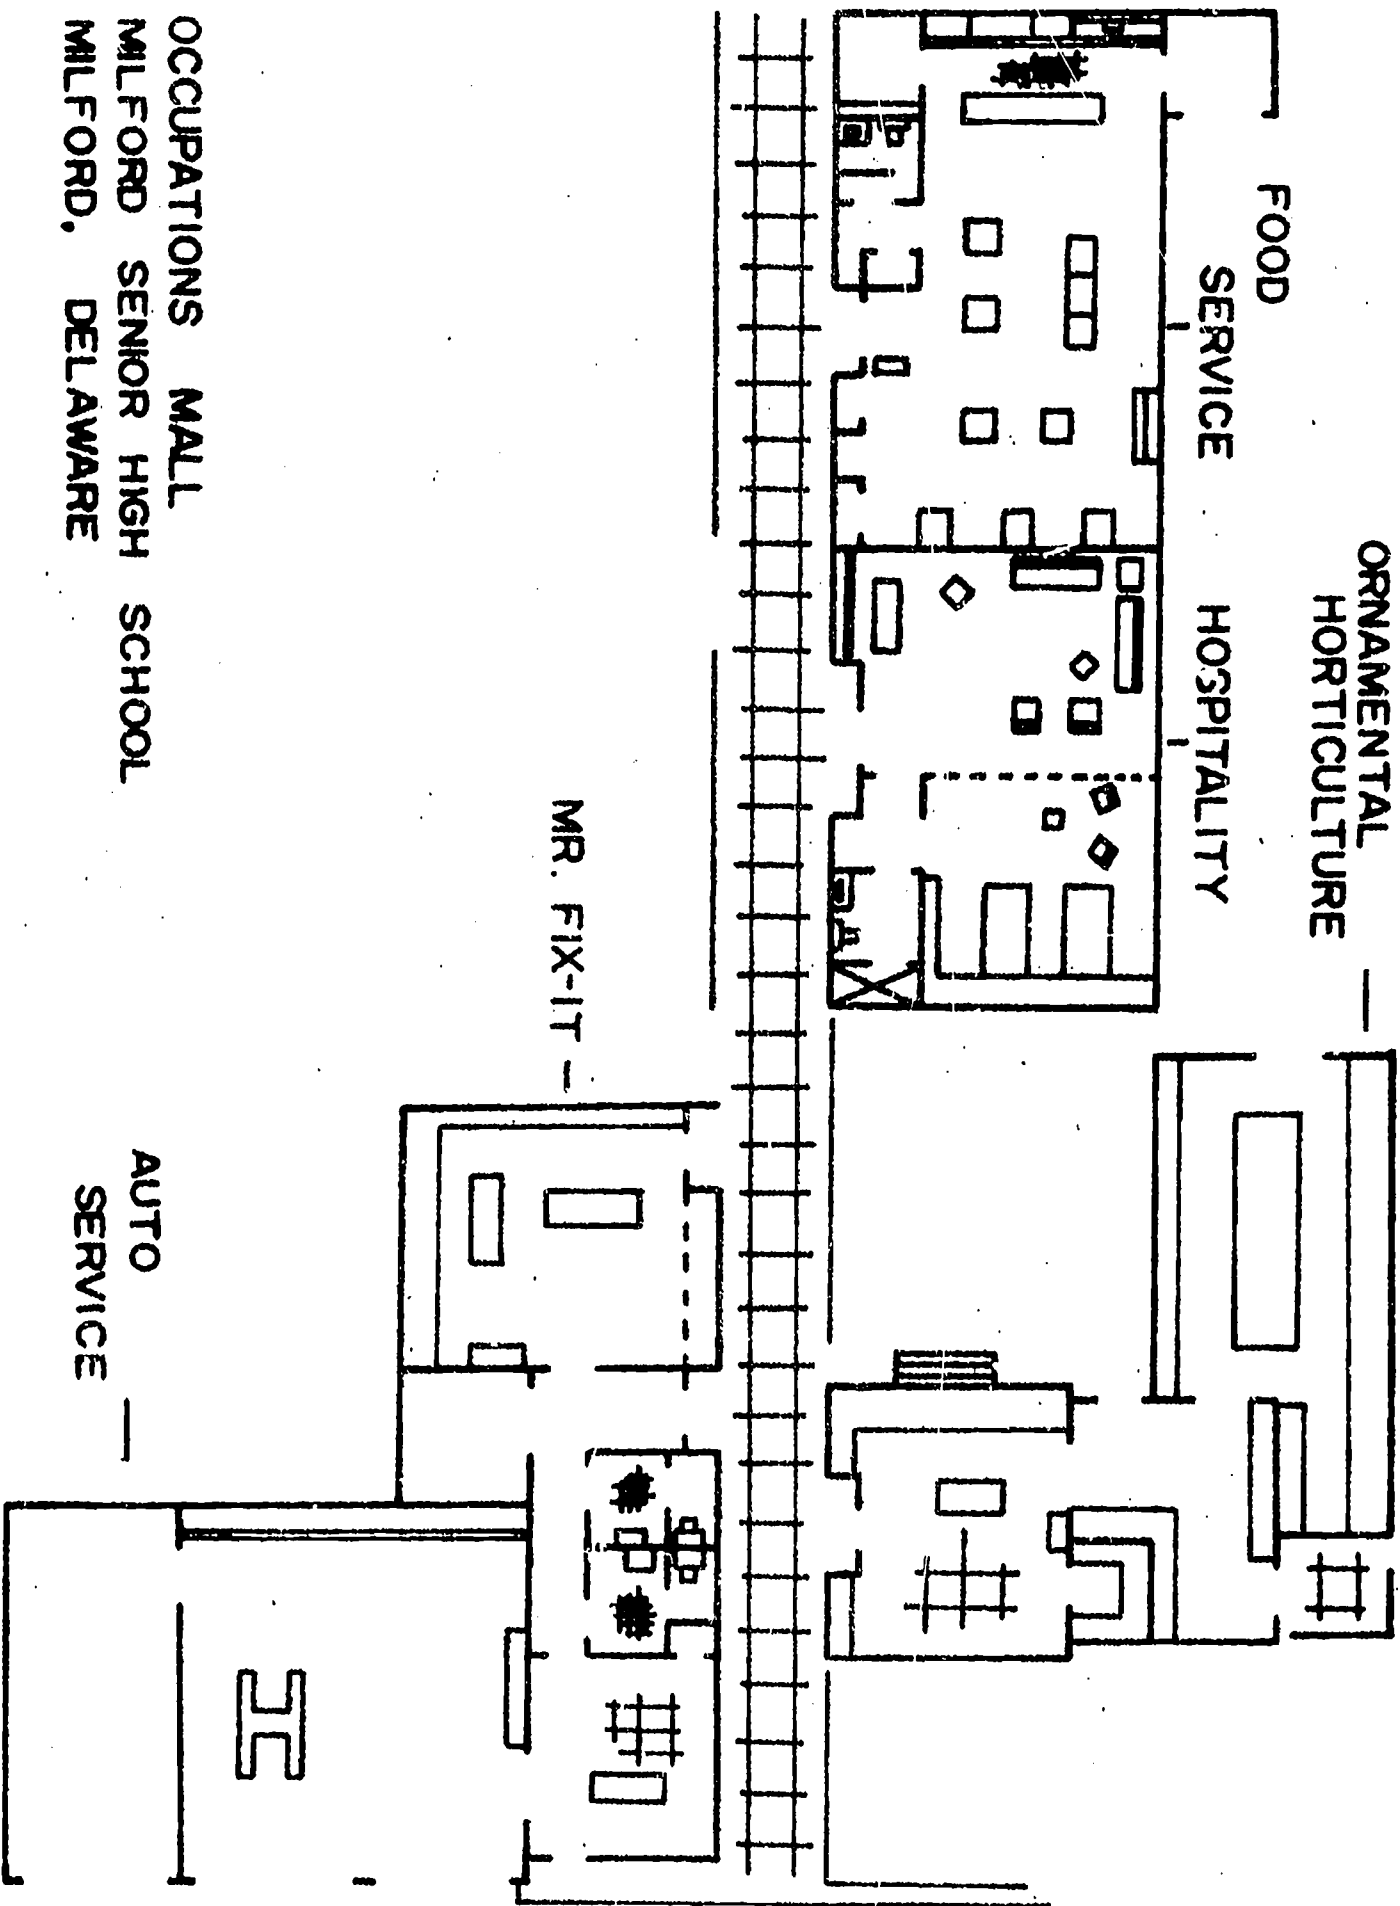 ORNAMENTAL
HORTICULTURE
FOOD
SERVICE
HOSPITALITY
MR. FIX-IT
AUTO
SERVICE
OCCUPATIONS MALL
MILFORD SENIOR HIGH SCHOOL
MILFORD, DELAWARE